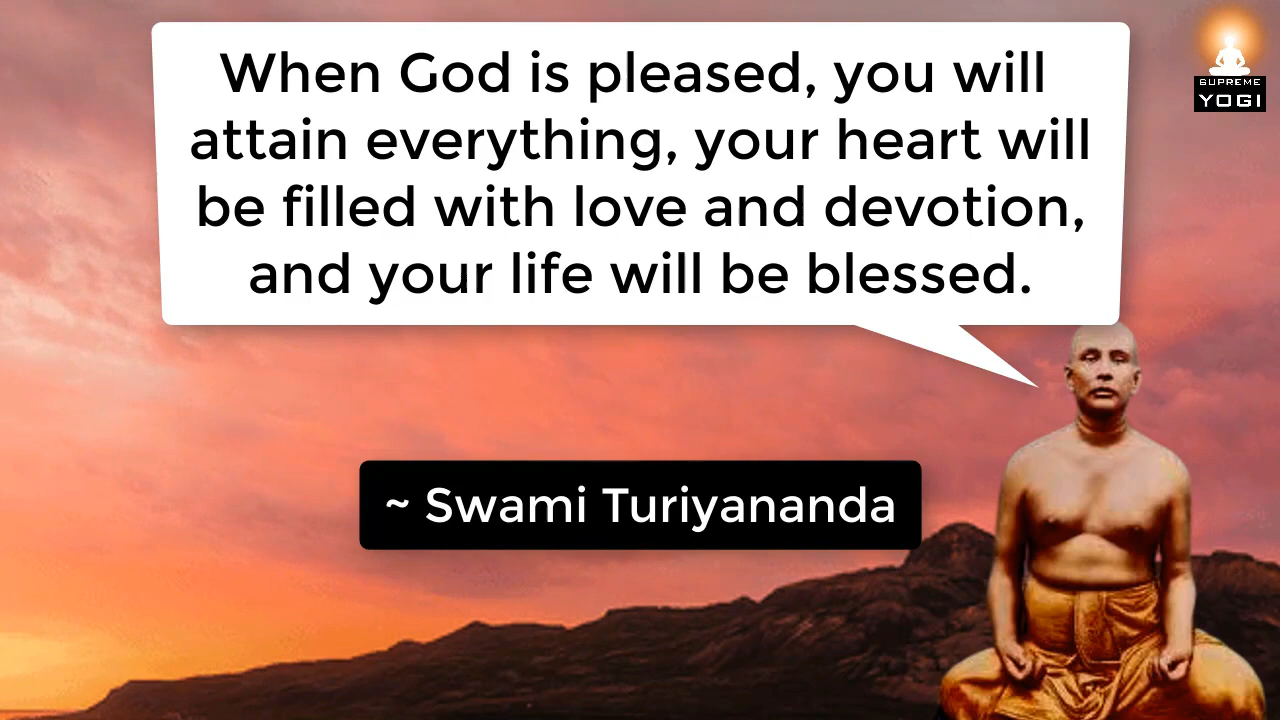 When God is pleased, you will
attain everything, your heart will
be filled with love and devotion,
and your life will be blessed.
~ Swami Turiyananda
SUPREME
YOGI